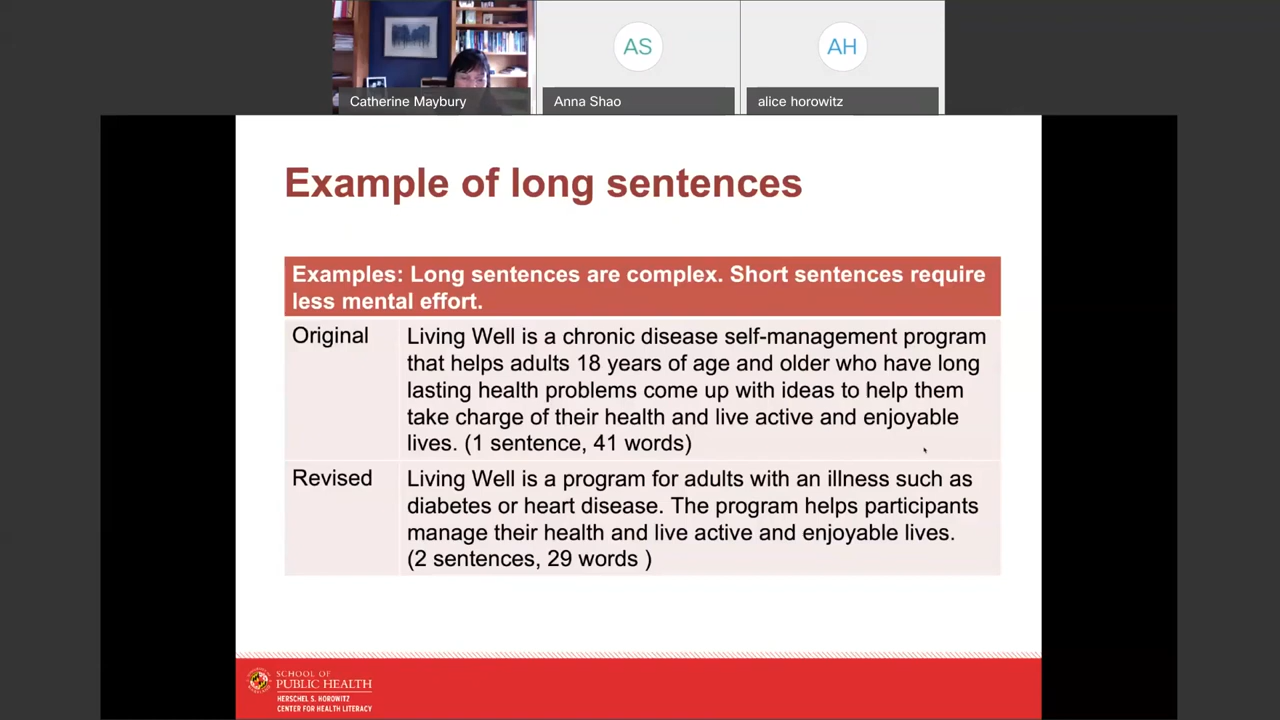 AS
AH
Catherine Maybury
Anna Shao
alice horowitz
Example of long sentences
Examples: Long sentences are complex. Short sentences require
less mental effort.
Original
Living Well is a chronic disease self-management program
that helps adults 18 years of age and older who have long
lasting health problems come up with ideas to help them
take charge of their health and live active and enjoyable
lives. (1 sentence, 41 words)
Revised
Living Well is a program for adults with an illness such as
diabetes or heart disease. The program helps participants
manage their health and live active and enjoyable lives.
(2 sentences, 29 words )
SCHOOL OF
PUBLIC HEALTH
HERSCHEL S. HOROWITZ
CENTER FOR HEALTH LITERACY